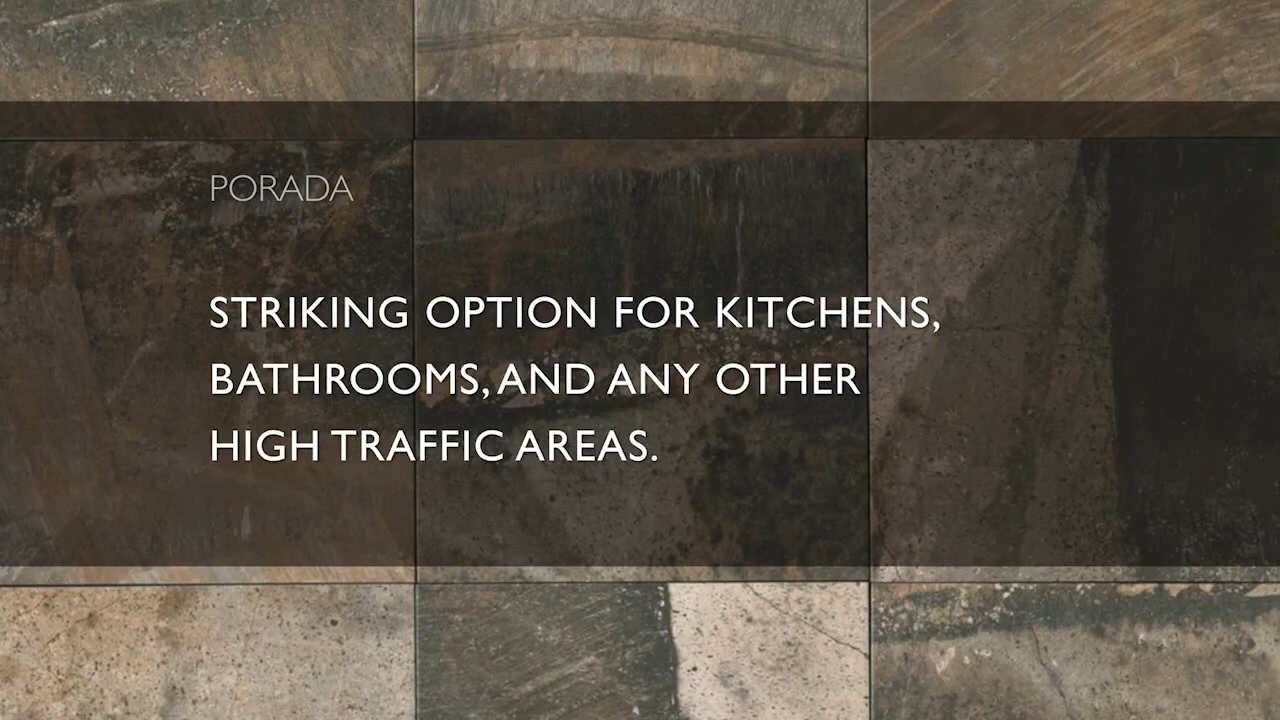 PORADA
STRIKING OPTION FOR KITCHENS,
BATHROOMS, AND ANY OTHER
HIGH TRAFFIC AREAS.